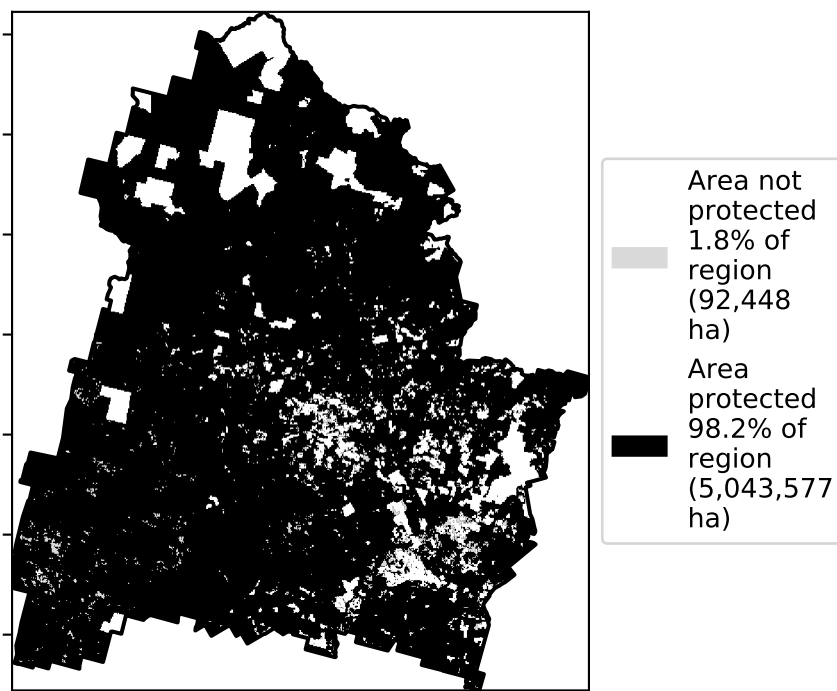 Area not
protected
1.8% of
region
(92,448
ha)
Area
protected
98.2% of
region
(5,043,577
ha)